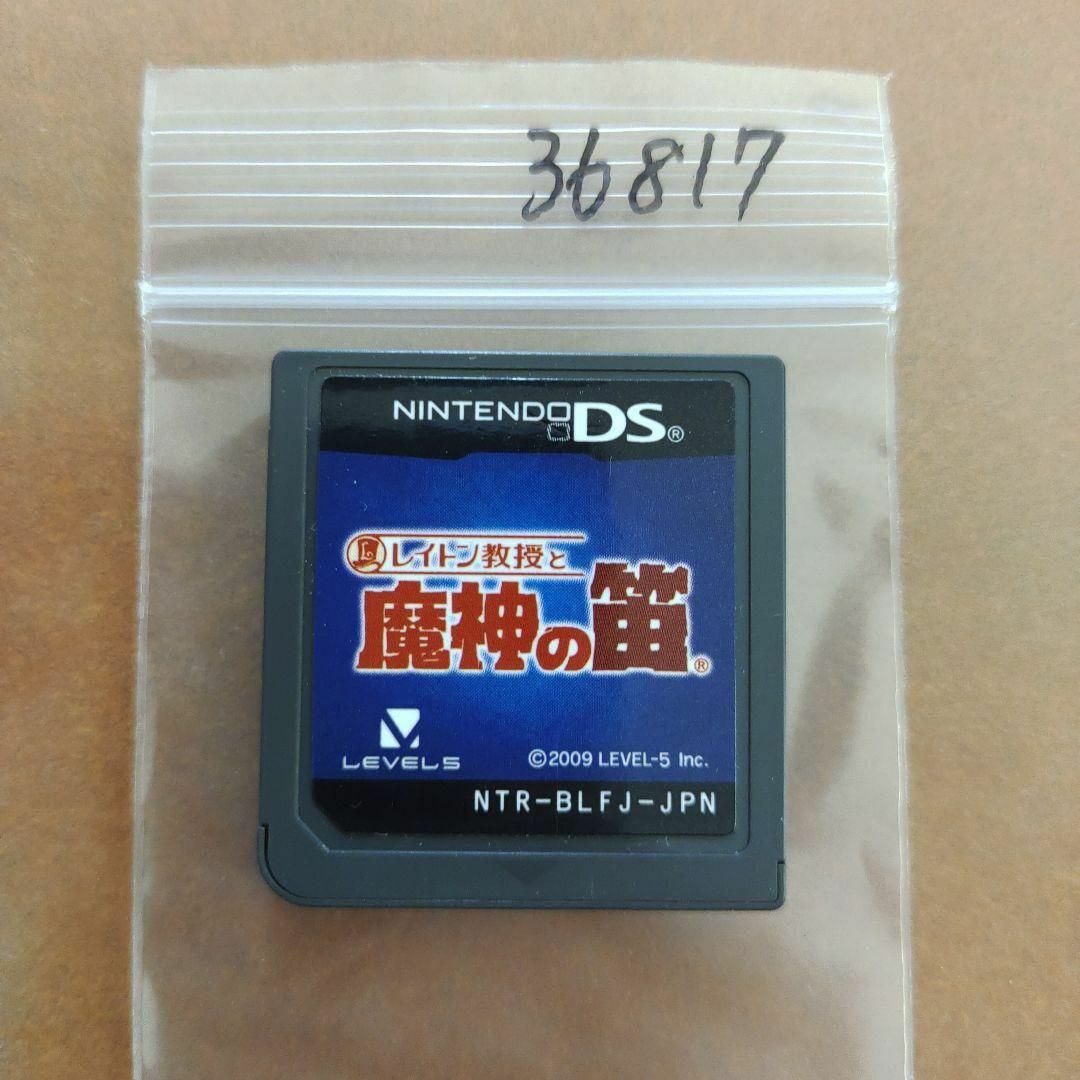 36817
NINTENDO DS®
L レイトン教授と
魔神の笛®
LEVEL5
©2009 LEVEL-5 Inc.
NTR-BLFJ-JPN